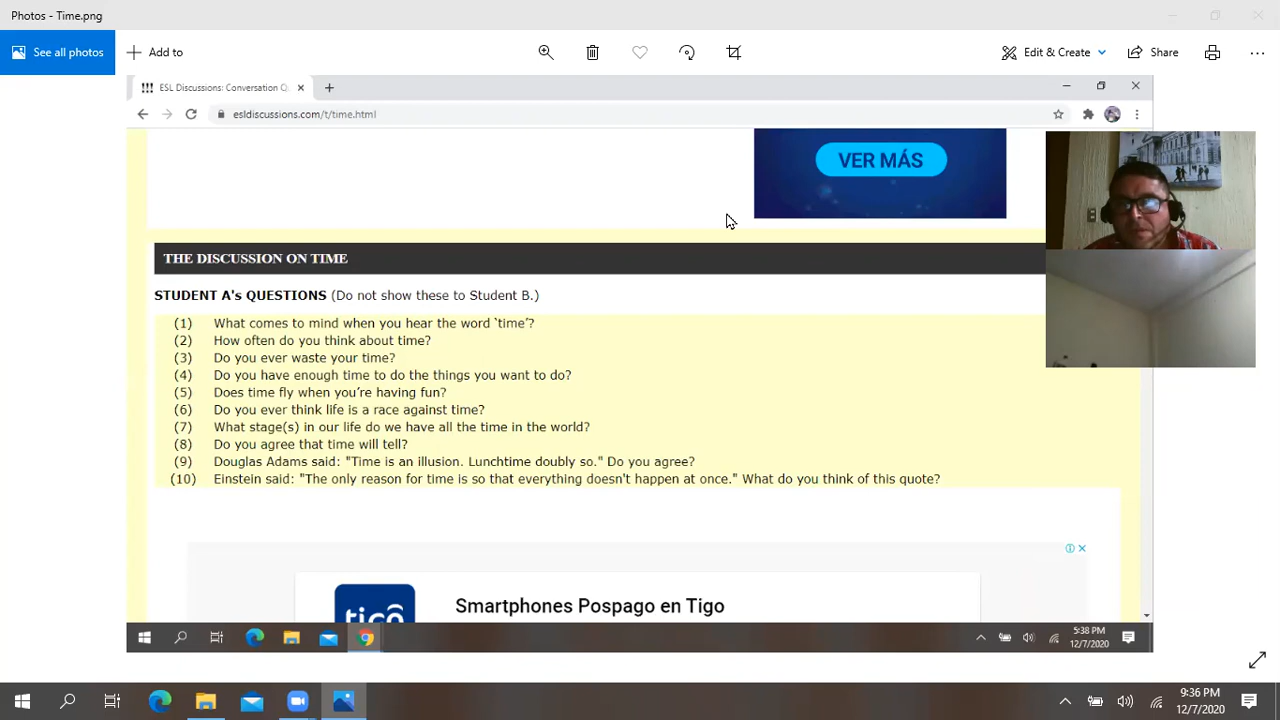 Photos - Time.png
See all photos
Add to
Edit & Create
Share
ESL Discussions: Conversation Q
esldiscussions.com/t/time.html
VER MÁS
THE DISCUSSION ON TIME
STUDENT A's QUESTIONS (Do not show these to Student B.)
(1) What comes to mind when you hear the word ‘time’?
(2) How often do you think about time?
(3) Do you ever waste your time?
(4) Do you have enough time to do the things you want to do?
(5) Does time fly when you’re having fun?
(6) Do you ever think life is a race against time?
(7) What stage(s) in our life do we have all the time in the world?
(8) Do you agree that time will tell?
(9) Douglas Adams said: "Time is an illusion. Lunchtime doubly so." Do you agree?
(10) Einstein said: "The only reason for time is so that everything doesn't happen at once." What do you think of this quote?
tigo
Smartphones Pospago en Tigo
5:38 PM
12/7/2020
9:36 PM
12/7/2020